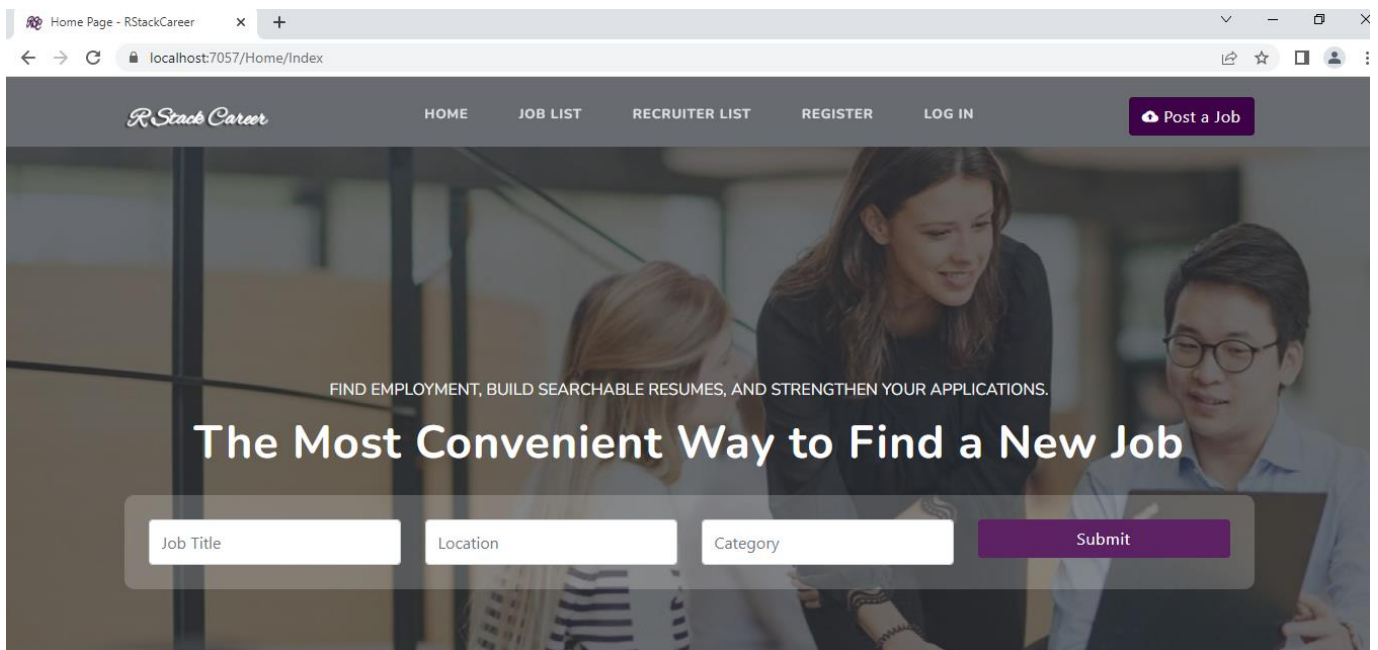 Home Page - RStackCareer
localhost:7057/Home/Index
R Stack Career HOME JOB LIST RECRUITER LIST REGISTER LOG IN Post a Job
FIND EMPLOYMENT, BUILD SEARCHABLE RESUMES, AND STRENGTHEN YOUR APPLICATIONS.
The Most Convenient Way to Find a New Job
Job Title Location Category Submit